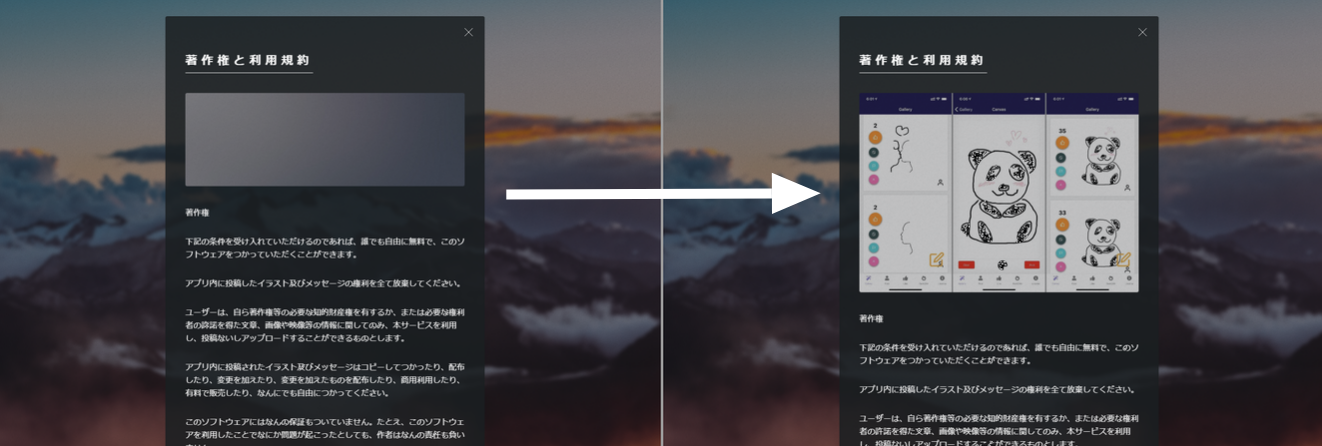 著作権と利用規約
著作権
下記の条件を受け入れていただけるのであれば、誰でも自由に無料で、このソ
フトウェアをつかっていただくことができます。
アプリ内に投稿したイラスト及びメッセージの権利を全て放棄してください。
ユーザーは、自ら著作権等の必要な知的財産権を有するか、または必要な権利
者の許諾を得た文章、画像や映像等の情報に関してのみ、本サービスを利用
し、投稿ないしアップロードすることができるものとします。
アプリ内に投稿されたイラスト及びメッセージはコピーしてつかったり、配布
したり、変更を加えたり、変更を加えたものを配布したり、商用利用したり、
有料で販売したり、なんにでも自由につかってください。
このソフトウェアにはなんの保証もついていません。たとえ、このソフトウェ
アを利用したことでなにか問題が起こったとしても、作者はなんの責任も負い
著作権と利用規約
Gallery
Gallery
Canvas
Gallery
2
2
35
33
著作権
下記の条件を受け入れていただけるのであれば、誰でも自由に無料で、このソ
フトウェアをつかっていただくことができます。
アプリ内に投稿したイラスト及びメッセージの権利を全て放棄してください。
ユーザーは、自ら著作権等の必要な知的財産権を有するか、または必要な権利
者の許諾を得た文章、画像や映像等の情報に関してのみ、本サービスを利用
し、投稿ないしアップロードすることができるものとします。